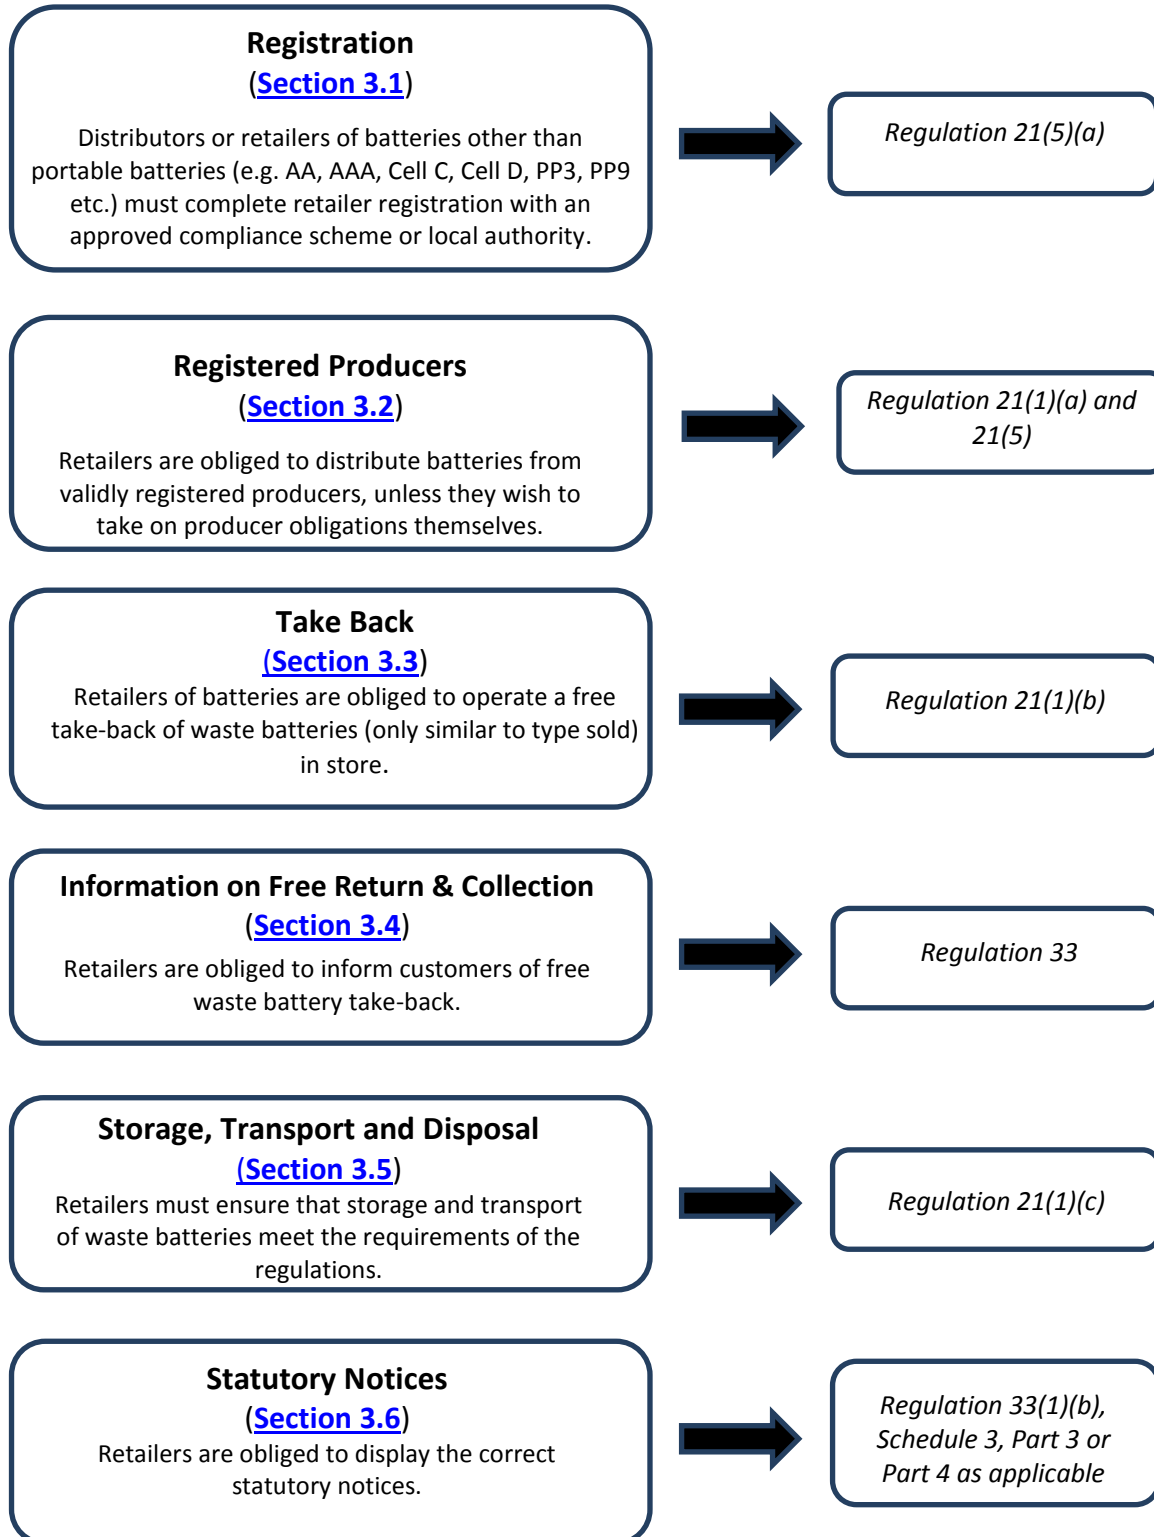 Registration
(Section 3.1)
Distributors or retailers of batteries other than
portable batteries (e.g. AA, AAA, Cell C, Cell D, PP3, PP9
etc.) must complete retailer registration with an
approved compliance scheme or local authority.
Regulation 21(5)(a)
Registered Producers
(Section 3.2)
Retailers are obliged to distribute batteries from
validly registered producers, unless they wish to
take on producer obligations themselves.
Regulation 21(1)(a) and
21(5)
Take Back
(Section 3.3)
Retailers of batteries are obliged to operate a free
take-back of waste batteries (only similar to type sold)
in store.
Regulation 21(1)(b)
Information on Free Return & Collection
(Section 3.4)
Retailers are obliged to inform customers of free
waste battery take-back.
Regulation 33
Storage, Transport and Disposal
(Section 3.5)
Retailers must ensure that storage and transport
of waste batteries meet the requirements of the
regulations.
Regulation 21(1)(c)
Statutory Notices
(Section 3.6)
Retailers are obliged to display the correct
statutory notices.
Regulation 33(1)(b),
Schedule 3, Part 3 or
Part 4 as applicable